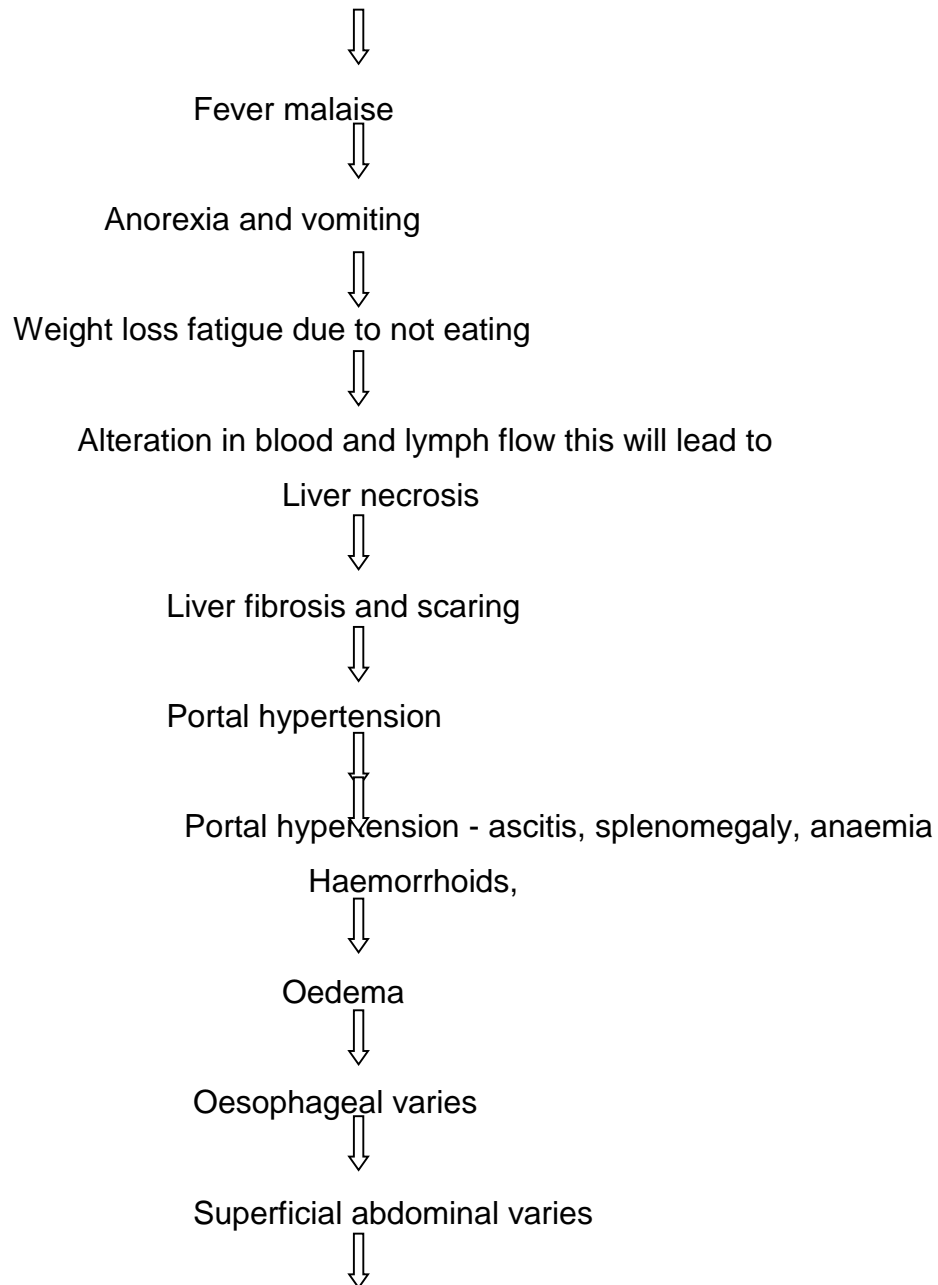 Fever malaise
Anorexia and vomiting
Weight loss fatigue due to not eating
Alteration in blood and lymph flow this will lead to
Liver necrosis
Liver fibrosis and scaring
Portal hypertension
Portal hypertension - ascitis, splenomegaly, anaemia
Haemorrhoids,
Oedema
Oesophageal varies
Superficial abdominal varies